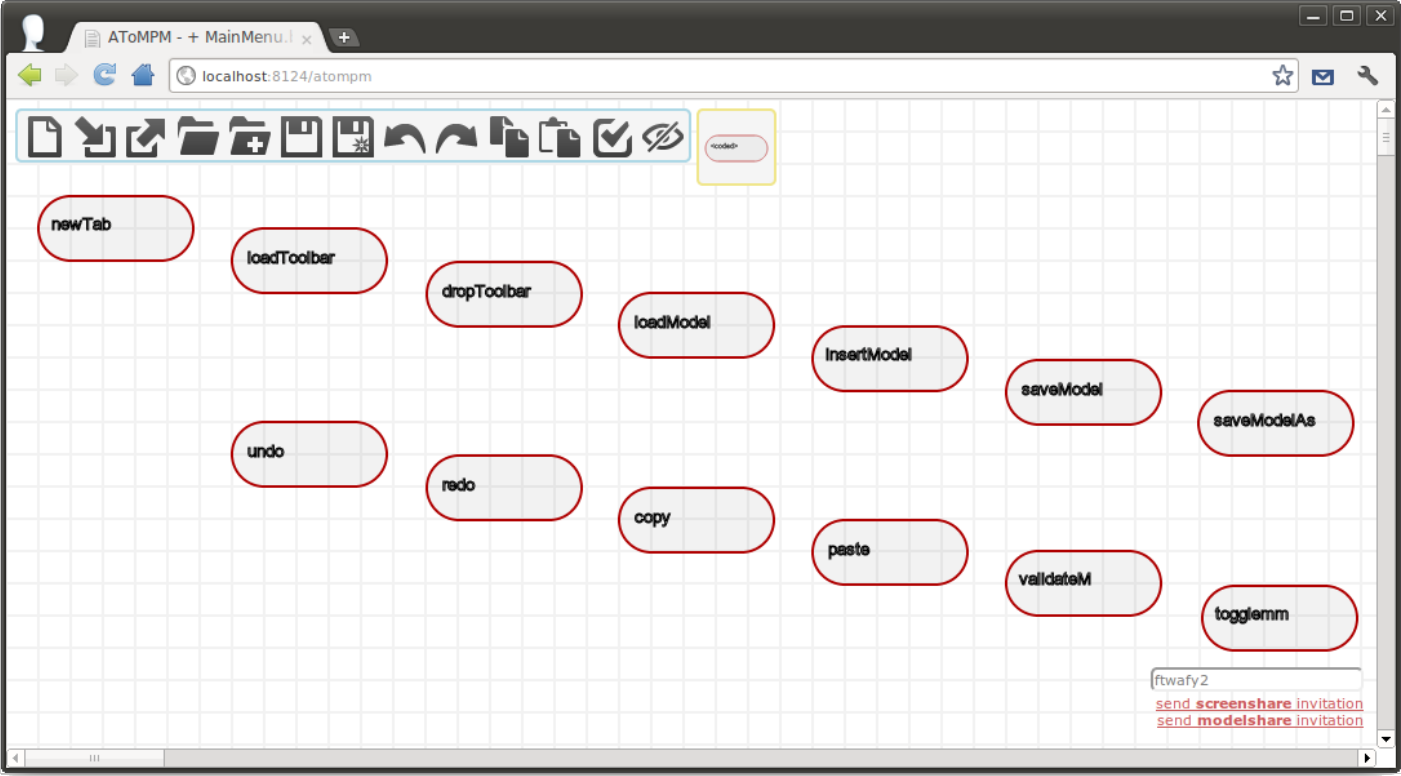 AToMPM - + MainMenu.
localhost:8124/atompm
<coded>
newTab
loadToolbar
dropToolbar
loadModel
insertModel
saveModel
saveModelAs
undo
redo
copy
paste
validateM
togglemm
ftwafy2
send screenshare invitation
send modelshare invitation